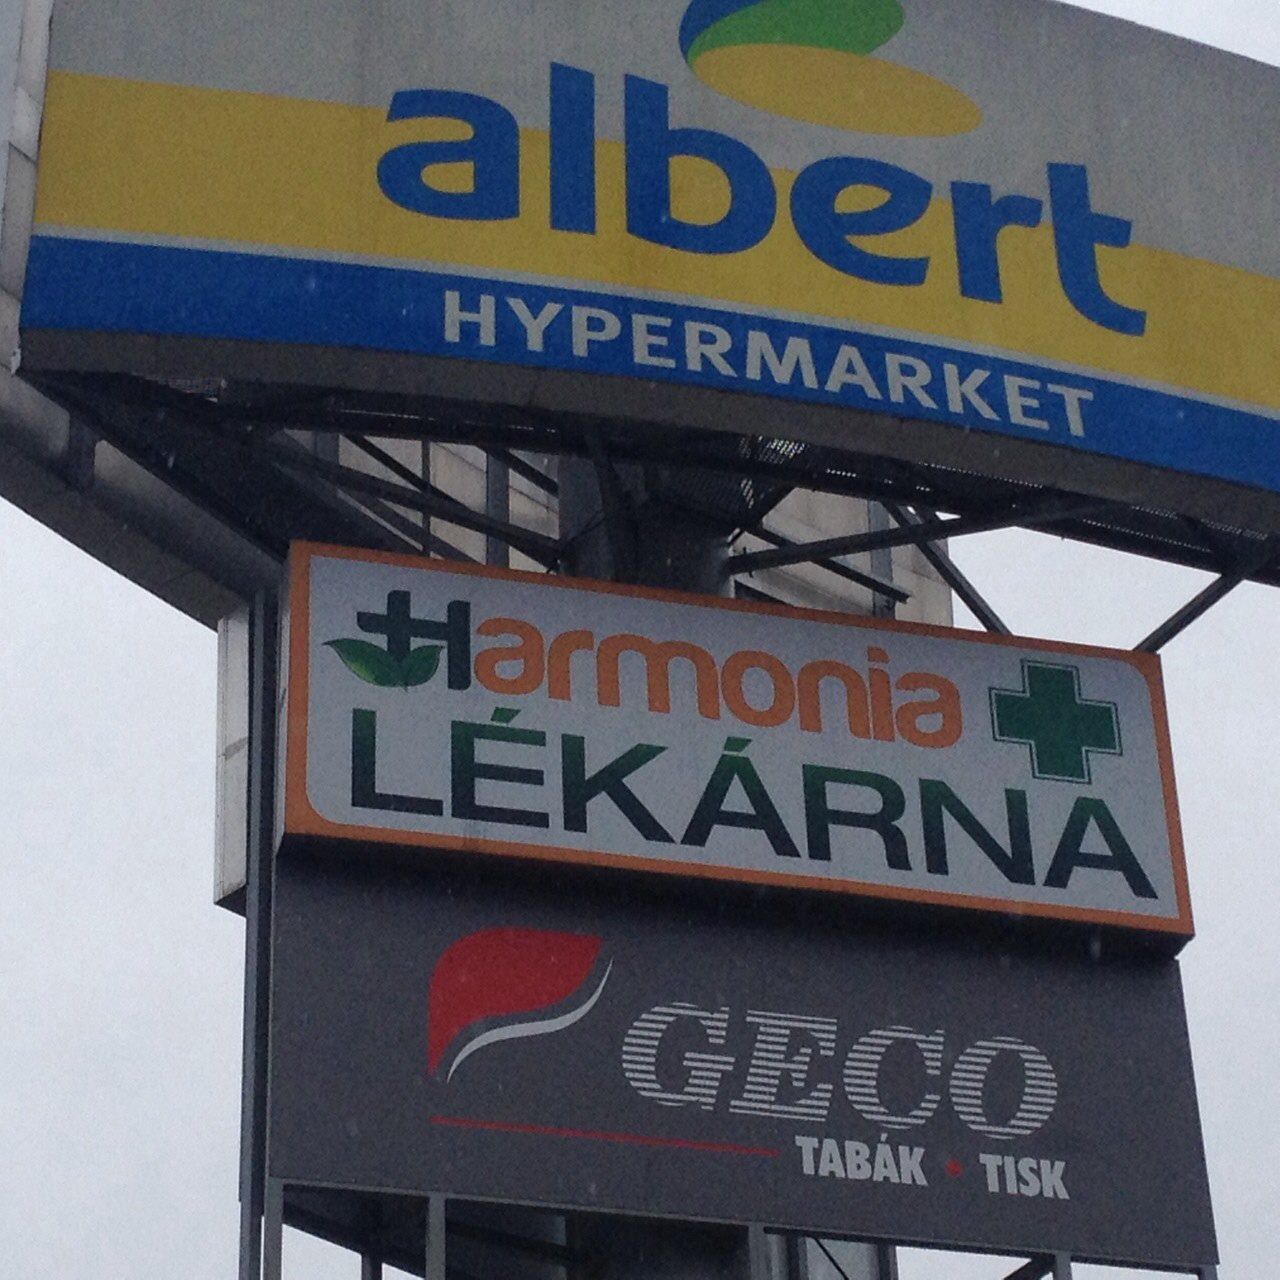 albert
HYPERMARKET
Harmonia
LÉKÁRNA
GECO
TABÁK • TISK